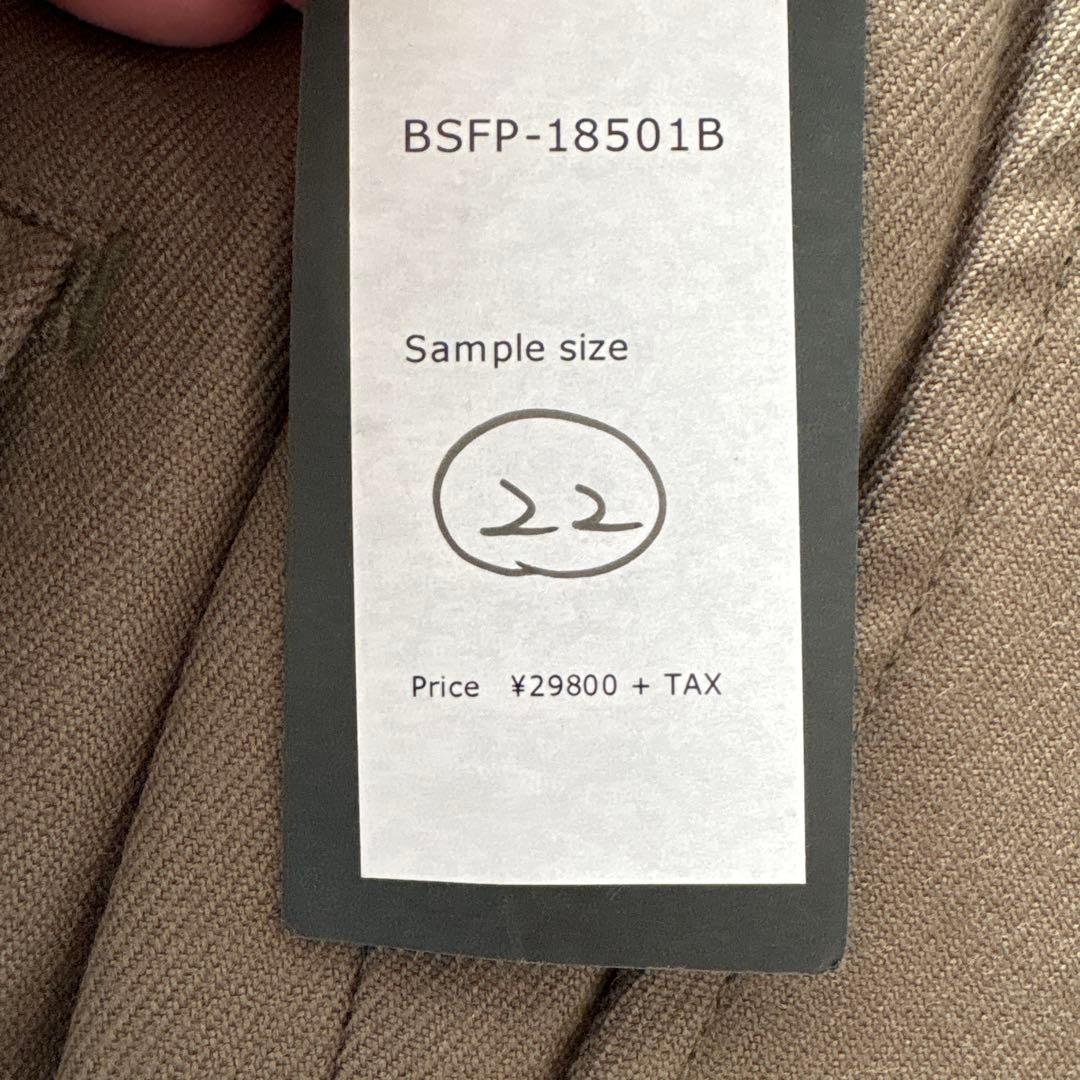 BSFP-18501B
Sample size
22
Price ¥29800 + TAX